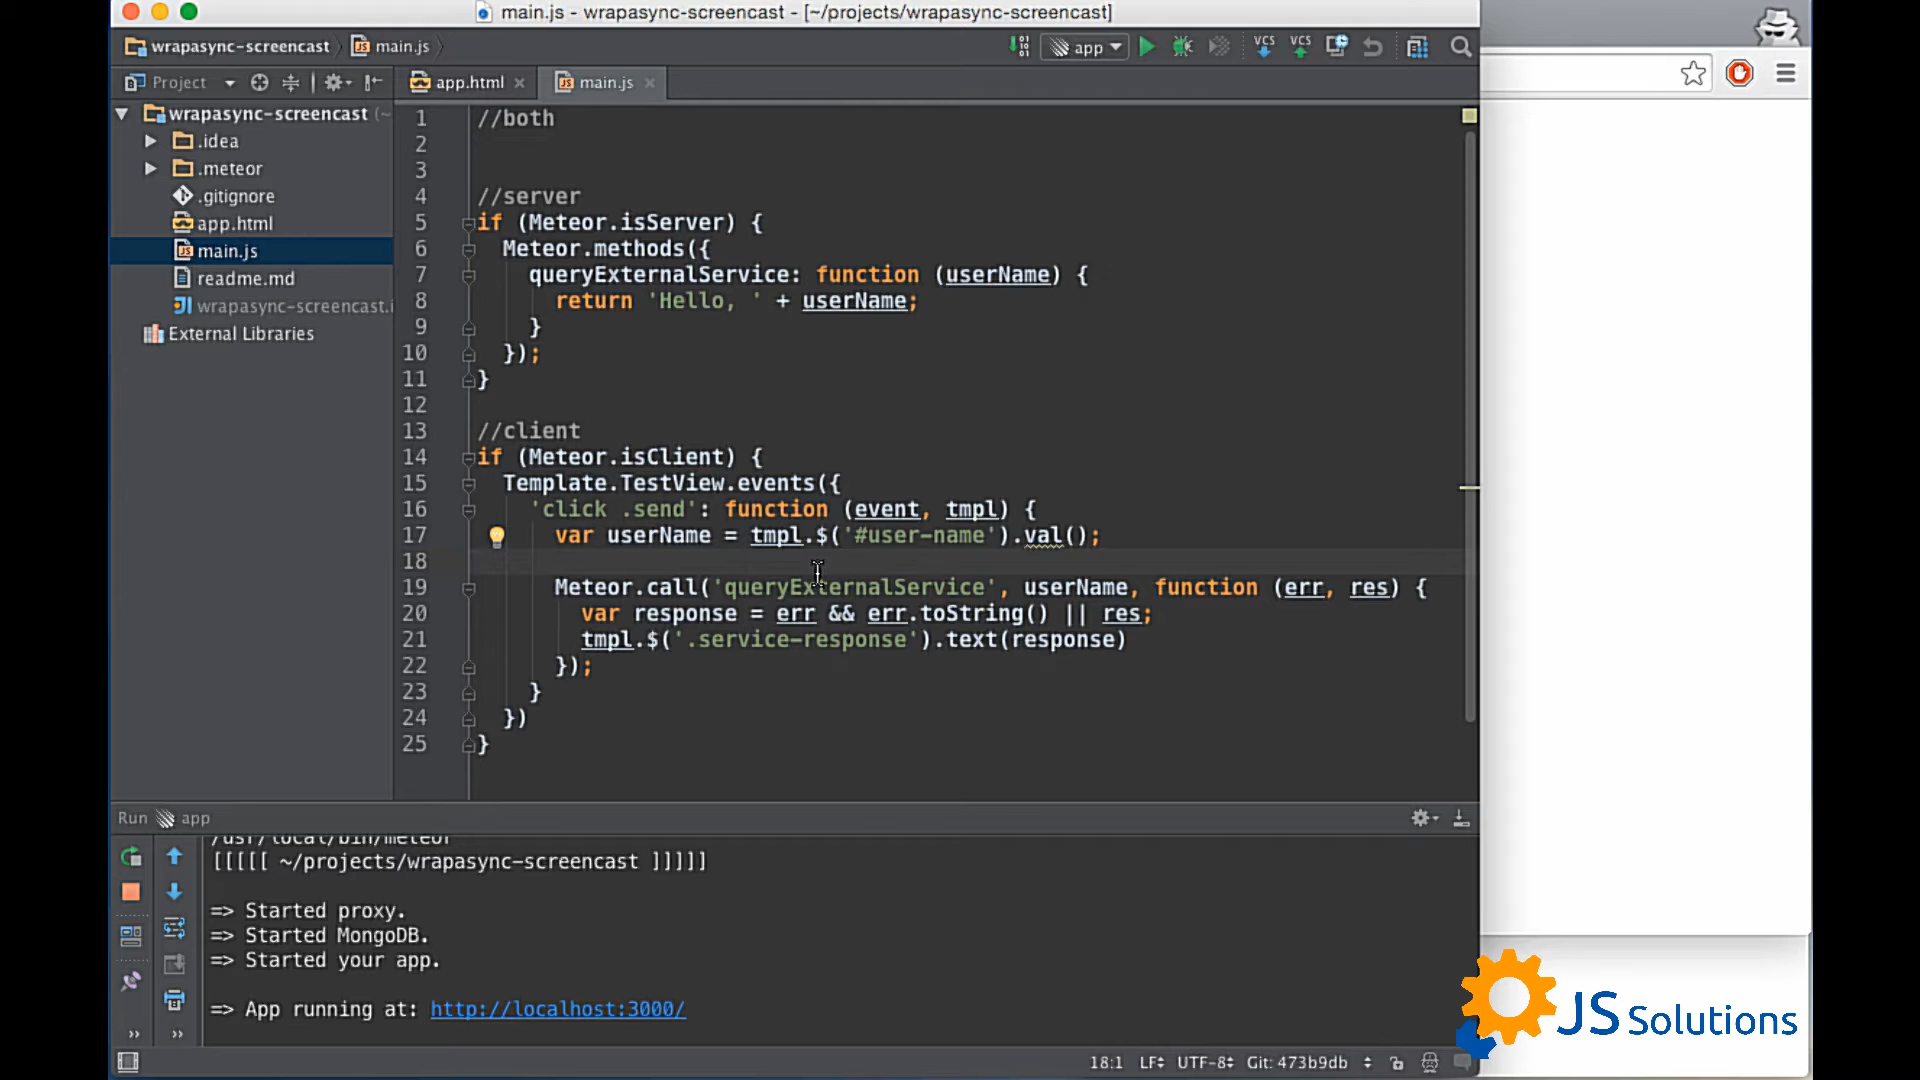 main.js - wrapasync-screencast - [~/projects/wrapasync-screencast]
wrapasync-screencast
main.js
app
VCS
VCS
Project
app.html
main.js
wrapasync-screencast (~
.idea
.meteor
.gitignore
app.html
main.js
readme.md
wrapasync-screencast.i
External Libraries
1 //both
2
3
4 //server
5 if (Meteor.isServer) {
6 Meteor.methods({
7 queryExternalService: function (userName) {
8 return 'Hello, ' + userName;
9 }
10 });
11 }
12
13 //client
14 if (Meteor.isClient) {
15 Template.TestView.events({
16 'click .send': function (event, tmpl) {
17 var userName = tmpl.$('#user-name').val();
18
19 Meteor.call('queryExternalService', userName, function (err, res) {
20 var response = err && err.toString() || res;
21 tmpl.$('.service-response').text(response)
22 });
23 }
24 })
25 }
Run app
/usr/local/bin/meteor
[[[[[ ~/projects/wrapasync-screencast ]]]]]
=> Started proxy.
=> Started MongoDB.
=> Started your app.
=> App running at: http://localhost:3000/
18:1 LF UTF-8 Git: 473b9db
JS Solutions